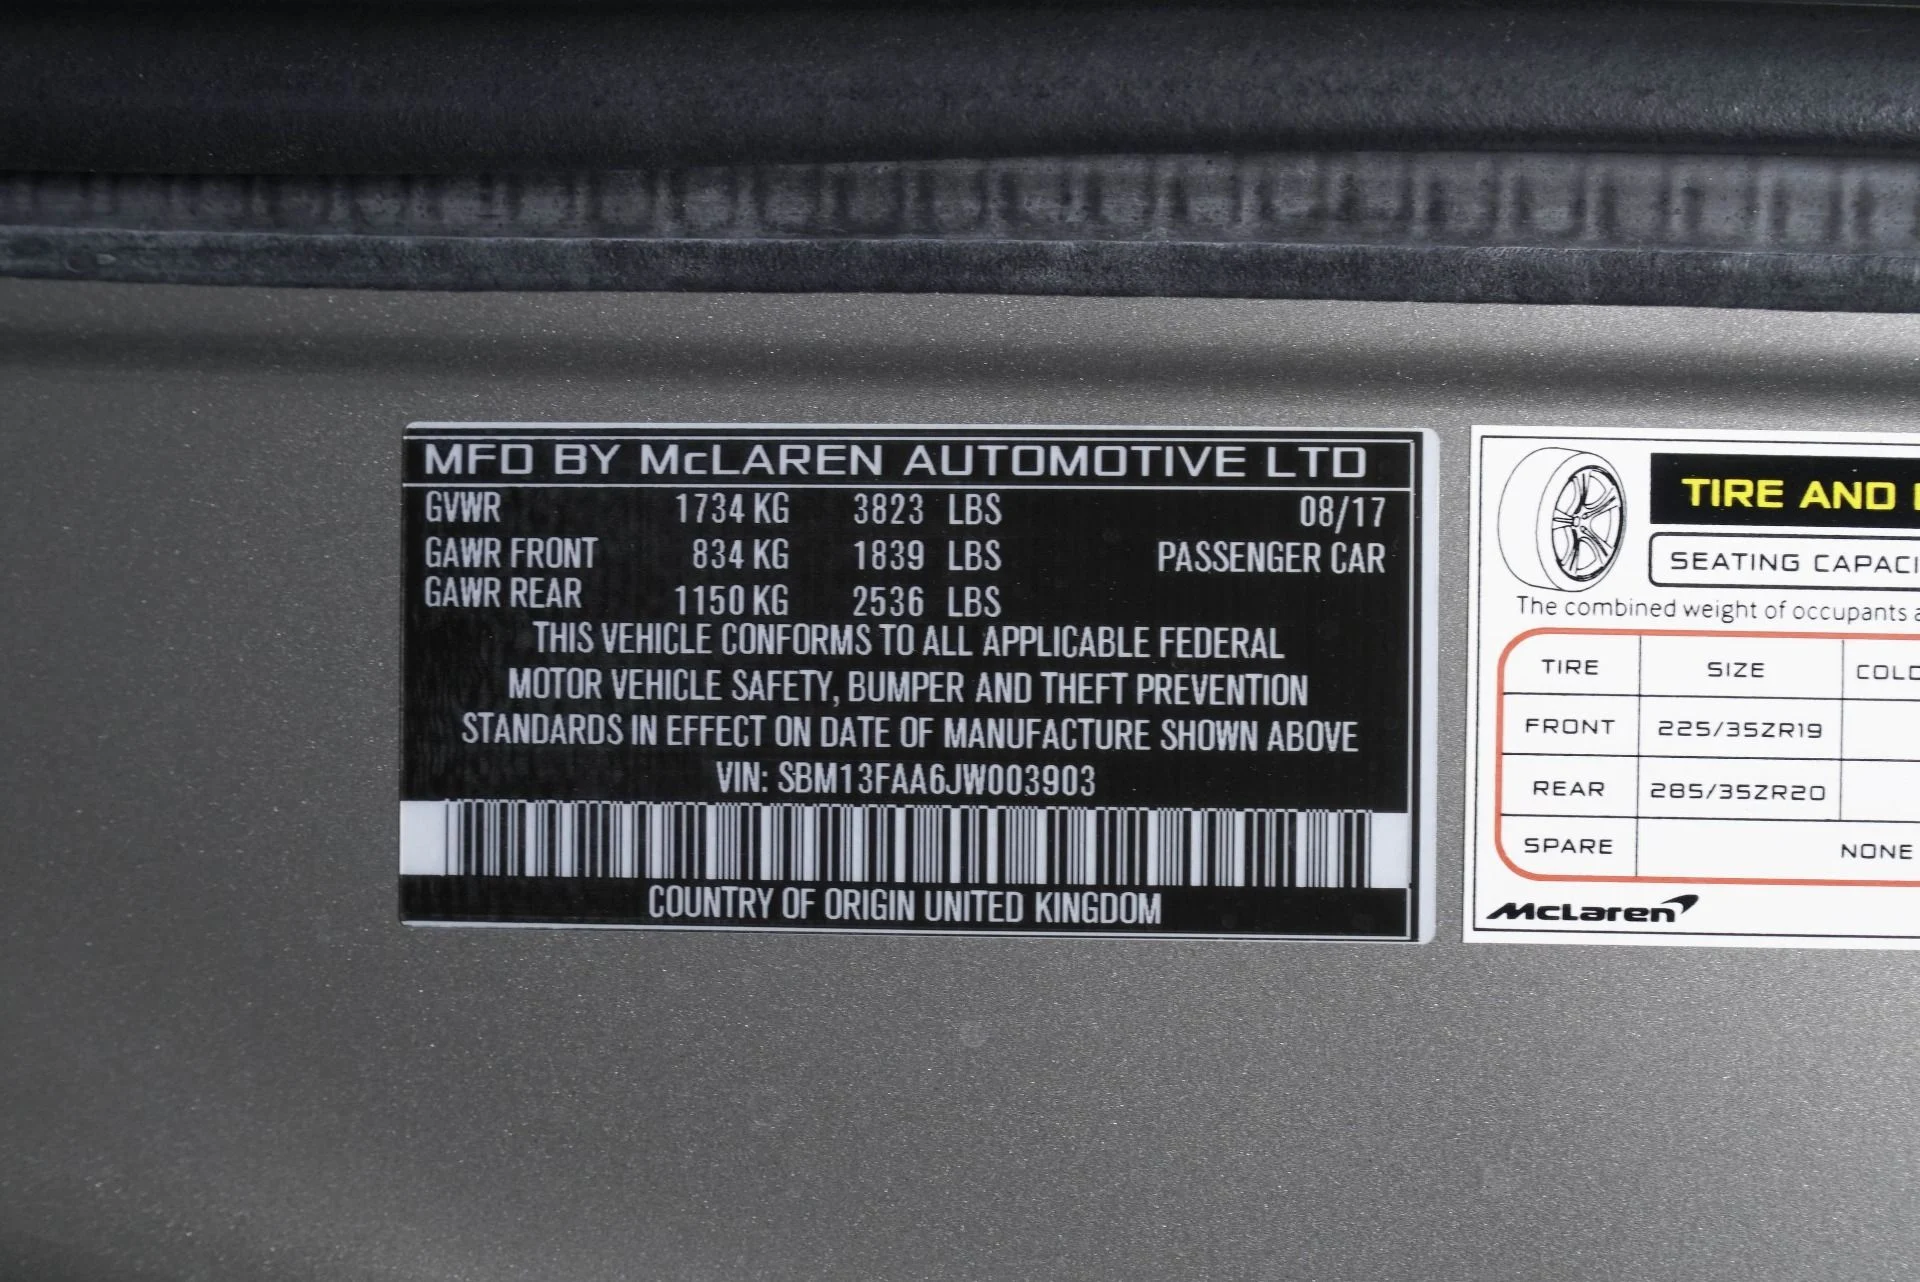 MFD BY McLAREN AUTOMOTIVE LTD
GVWR 1734 KG 3823 LBS 08/17
GAWR FRONT 834 KG 1839 LBS PASSENGER CAR
GAWR REAR 1150 KG 2536 LBS
THIS VEHICLE CONFORMS TO ALL APPLICABLE FEDERAL
MOTOR VEHICLE SAFETY, BUMPER AND THEFT PREVENTION
STANDARDS IN EFFECT ON DATE OF MANUFACTURE SHOWN ABOVE
VIN: SBM13FAA6JW003903
COUNTRY OF ORIGIN UNITED KINGDOM
TIRE AND
SEATING CAPACI
The combined weight of occupants a
TIRE SIZE COLD
FRONT 225/35ZR19
REAR 285/35ZR20
SPARE NONE
McLaren